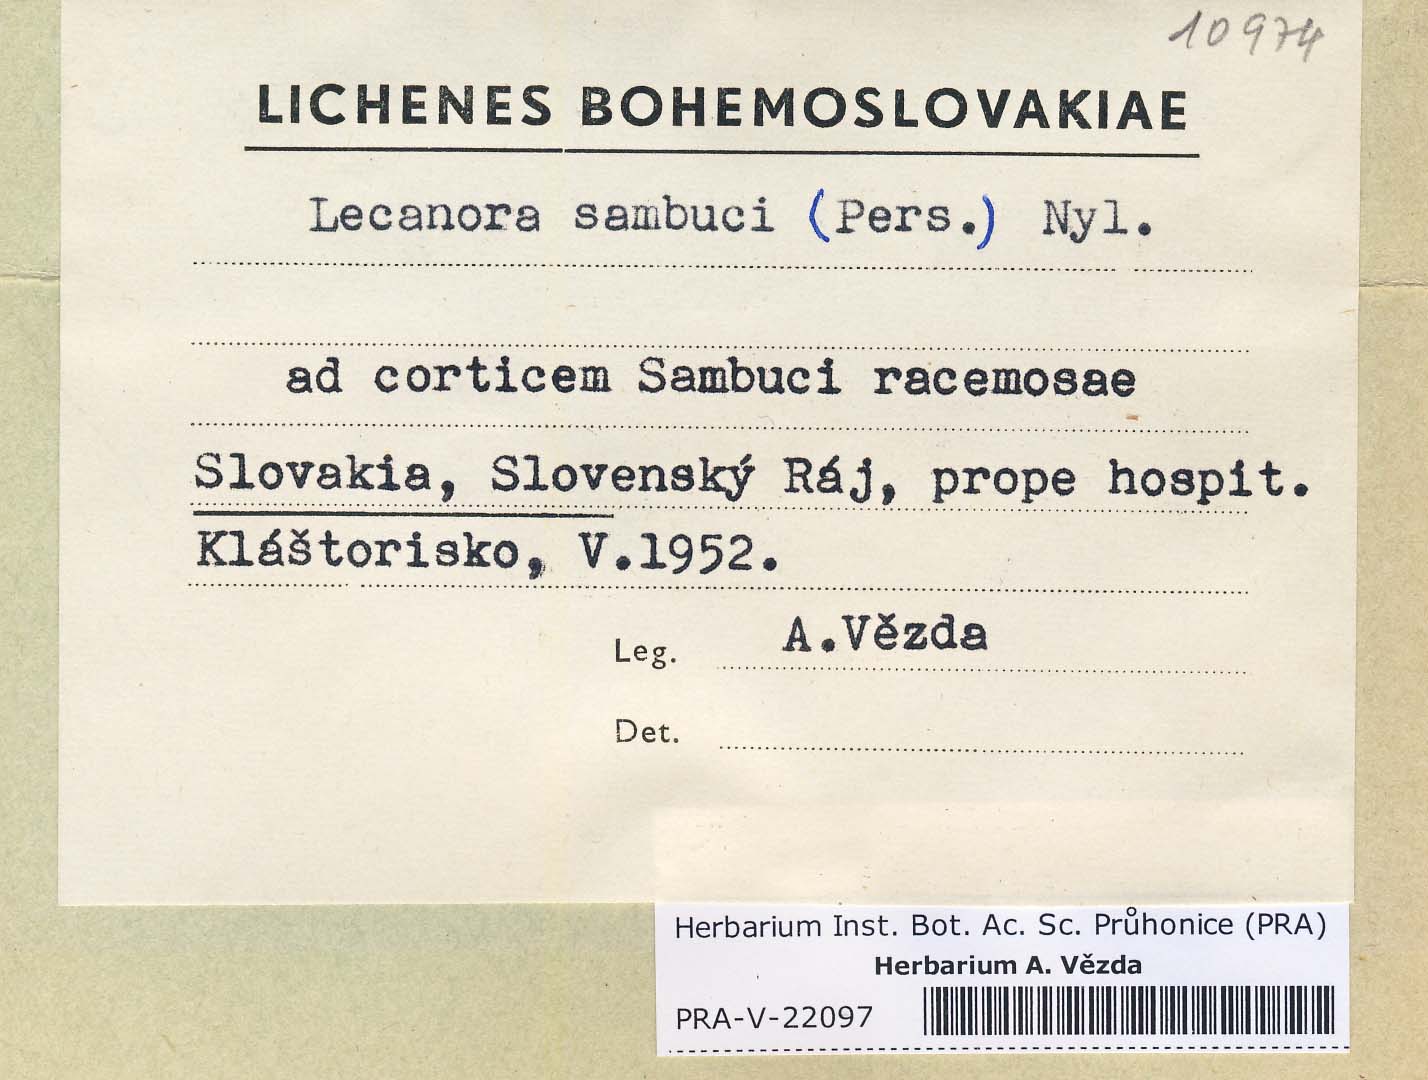 10974
LICHENES BOHEMOSLOVAKIAE
Lecanora sambuci (Pers.) Nyl.
ad corticem Sambuci racemosae
Slovakia, Slovenský Ráj, prope hospit.
Kláštorisko, V.1952.
Leg. A.Vězda
Det.
Herbarium Inst. Bot. Ac. Sc. Průhonice (PRA)
Herbarium A. Vězda
PRA-V-22097